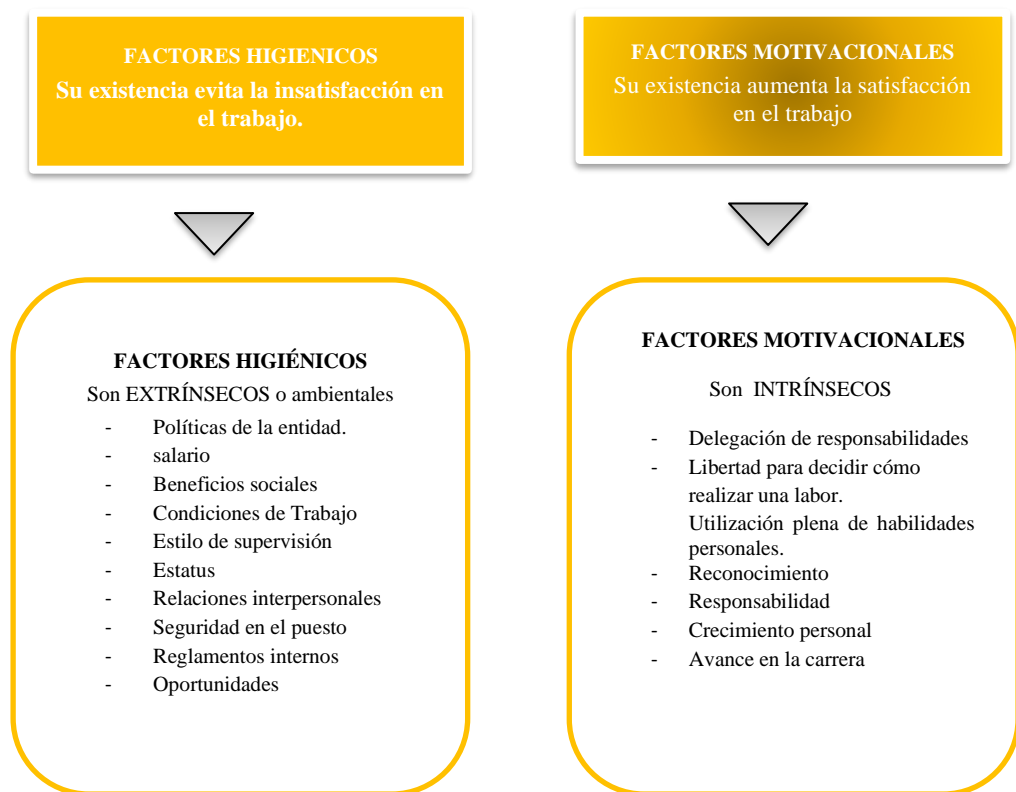 FACTORES HIGIENICOS
Su existencia evita la insatisfacción en
el trabajo.
FACTORES MOTIVACIONALES
Su existencia aumenta la satisfacción
en el trabajo
FACTORES HIGIÉNICOS
Son EXTRÍNSECOS o ambientales
- Políticas de la entidad.
- salario
- Beneficios sociales
- Condiciones de Trabajo
- Estilo de supervisión
- Estatus
- Relaciones interpersonales
- Seguridad en el puesto
- Reglamentos internos
- Oportunidades
FACTORES MOTIVACIONALES
Son INTRÍNSECOS
- Delegación de responsabilidades
- Libertad para decidir cómo
realizar una labor.
Utilización plena de habilidades
personales.
- Reconocimiento
- Responsabilidad
- Crecimiento personal
- Avance en la carrera